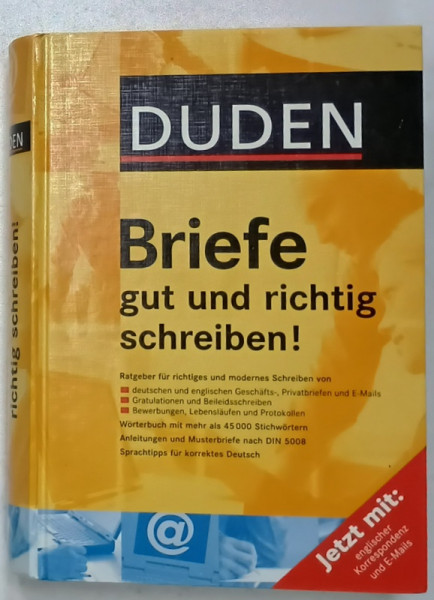 DUDEN
Briefe
gut und richtig
schreiben!
Ratgeber für richtiges und modernes Schreiben von
deutschen und englischen Geschäfts-, Privatbriefen und E-Mails
Gratulationen und Beileidsschreiben
Bewerbungen, Lebensläufen und Protokollen
Wörterbuch mit mehr als 45 000 Stichwörtern
Anleitungen und Musterbriefe nach DIN 5008
Sprachtipps für korrektes Deutsch
@
Jetzt mit:
englischer
Korrespondenz
und E-Mails
DEN
richtig schreiben!